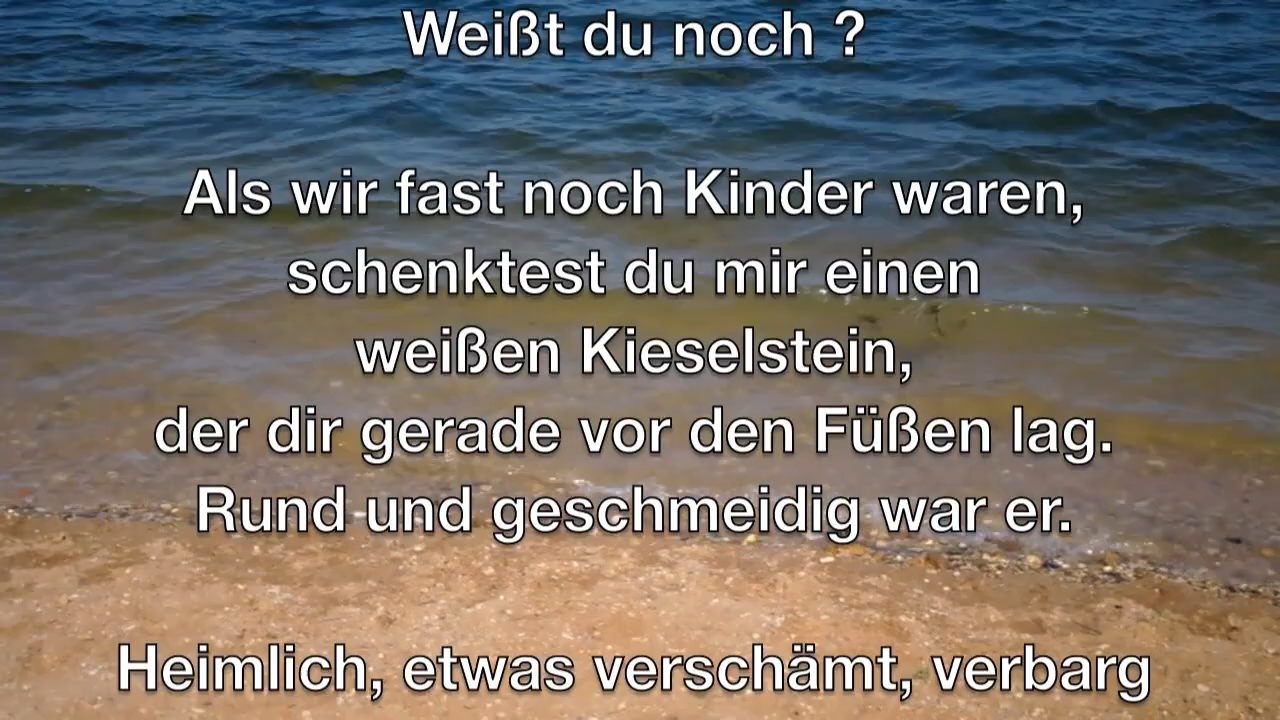 Weißt du noch ?
Als wir fast noch Kinder waren,
schenktest du mir einen
weißen Kieselstein,
der dir gerade vor den Füßen lag.
Rund und geschmeidig war er.
Heimlich, etwas verschämt, verbarg